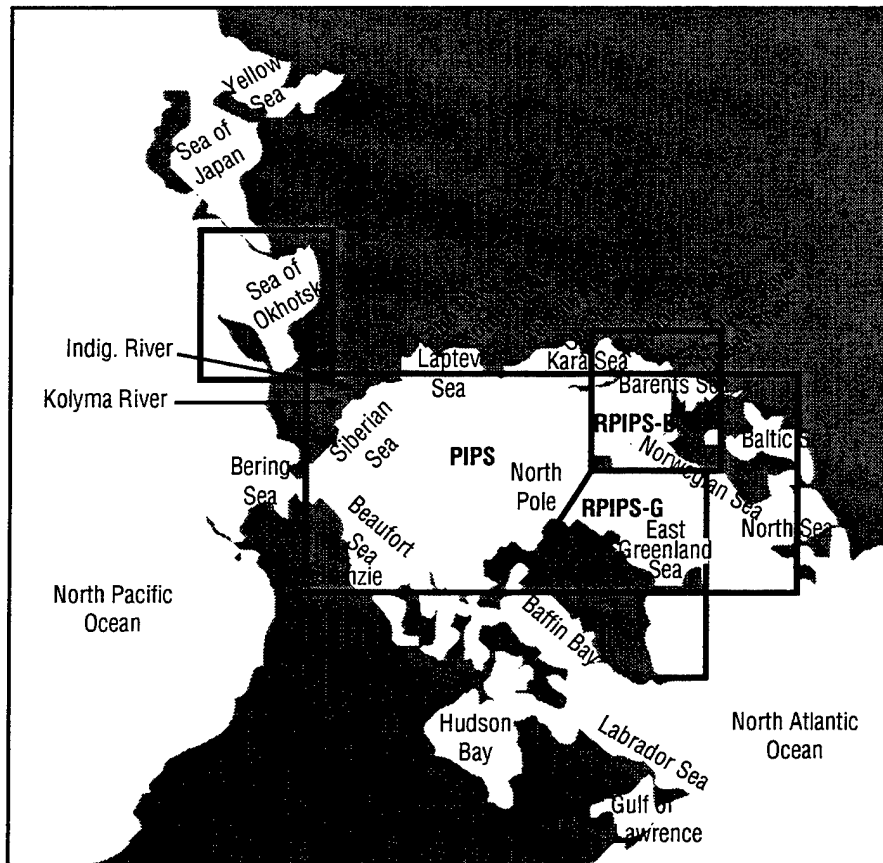 Yellow
Sea
Sea of
Japan
Sea of
Okhotsk
Indig. River
Kolyma River
Laptev
Sea
Kara Sea
Barents Sea
Siberian
Sea
PIPS
RPIPS-B
Baltic
Norwegian Sea
Bering
Sea
North
Pole
RPIPS-G
Beaufort
Sea
East
Greenland
Sea
North Sea
nzie
North Pacific
Ocean
Baffin Bay
Hudson
Bay
Labrador Sea
North Atlantic
Ocean
Gulf of
Lawrence